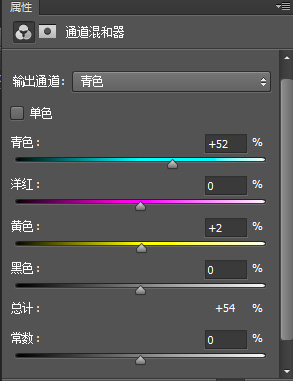 属性
通道混和器
输出通道: 青色
单色
青色: +52 %
洋红: 0 %
黄色: +2 %
黑色: 0 %
总计: +54 %
常数: 0 %